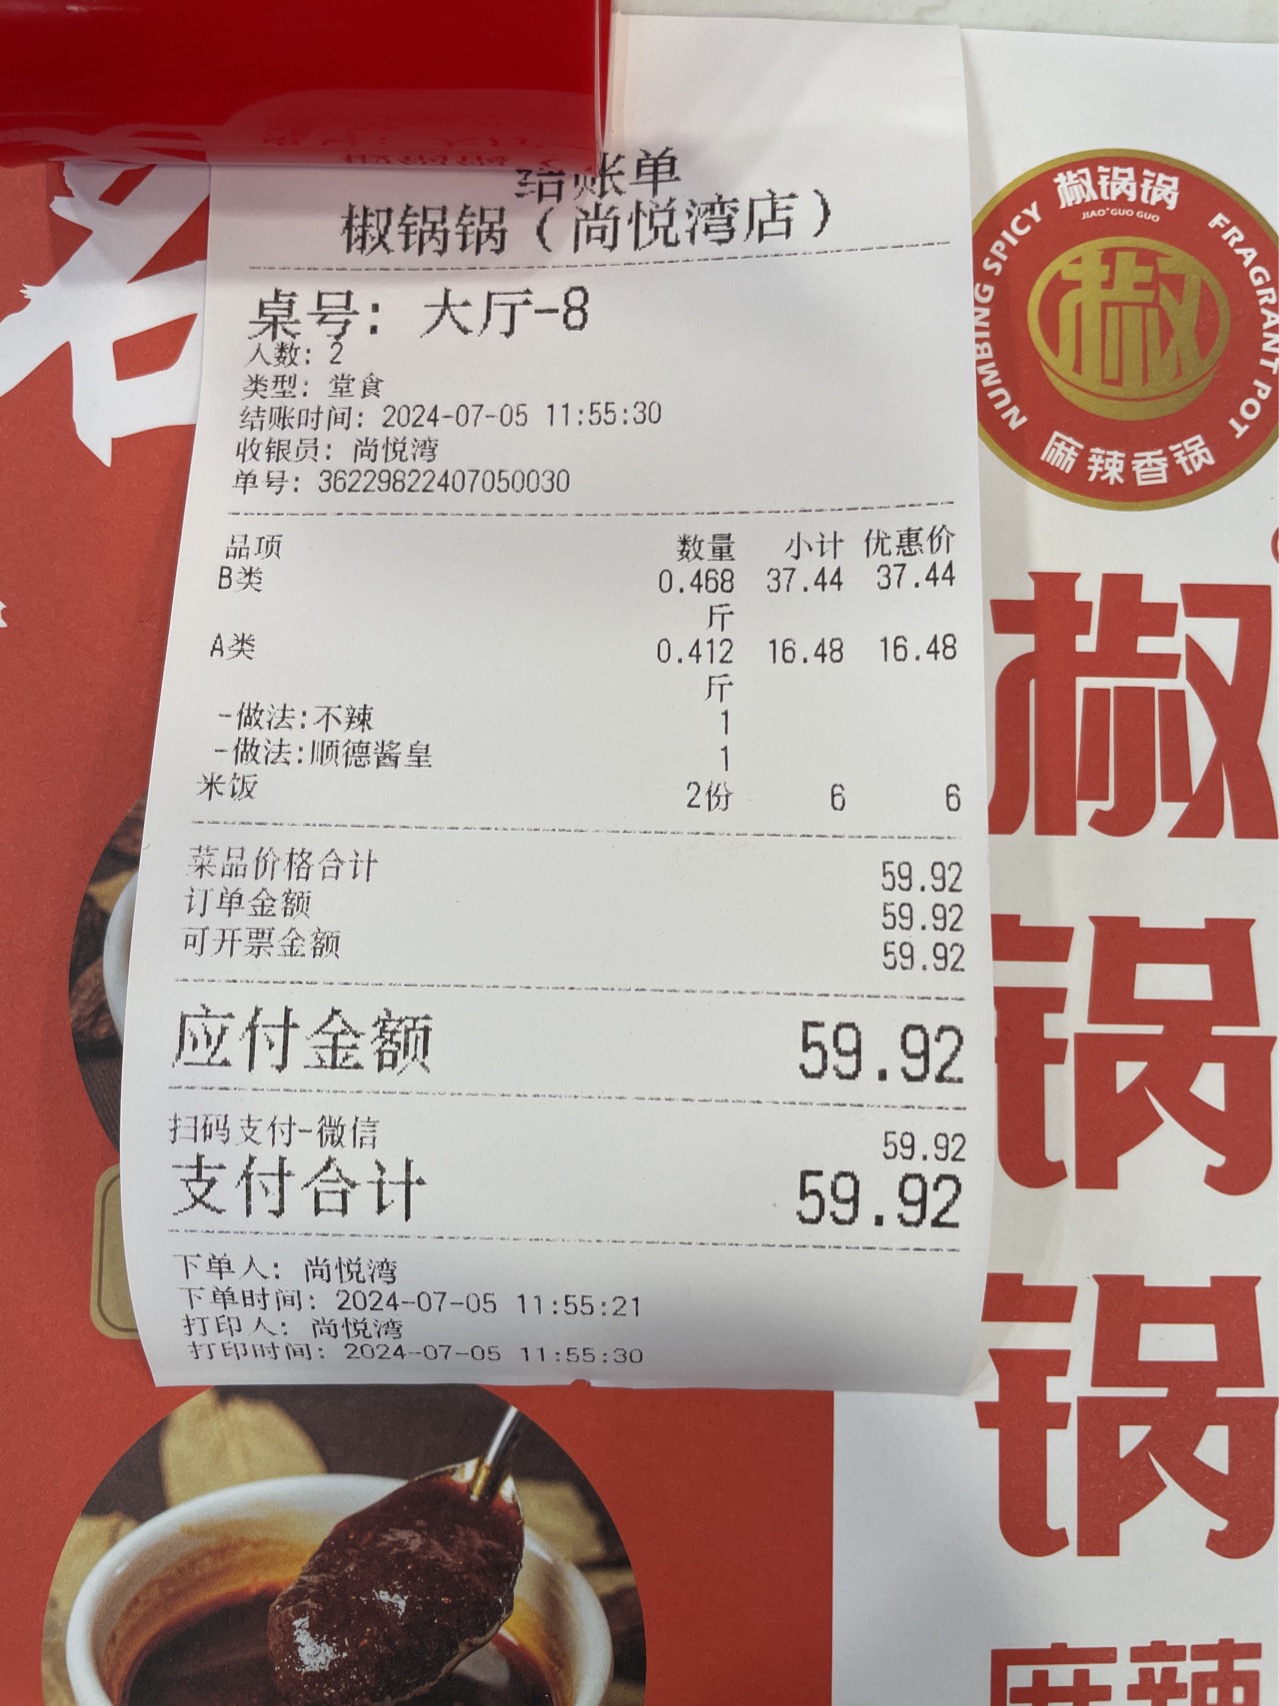 结账单
椒锅锅（尚悦湾店）
桌号：大厅-8
人数：2
类型：堂食
结账时间：2024-07-05 11:55:30
收银员：尚悦湾
单号：36229822407050030
品项 数量 小计 优惠价
B类 0.468 37.44 37.44
斤
A类 0.412 16.48 16.48
斤
-做法:不辣 1
-做法:顺德酱皇 1
米饭 2份 6 6
菜品价格合计 59.92
订单金额 59.92
可开票金额 59.92
应付金额 59.92
扫码支付-微信 59.92
支付合计 59.92
下单人：尚悦湾
下单时间：2024-07-05 11:55:21
打印人：尚悦湾
打印时间：2024-07-05 11:55:30
椒锅锅
JIAO'GUO GUO
NUMBING SPICY FRAGRANT POT
椒
麻辣香锅
椒锅锅
麻辣